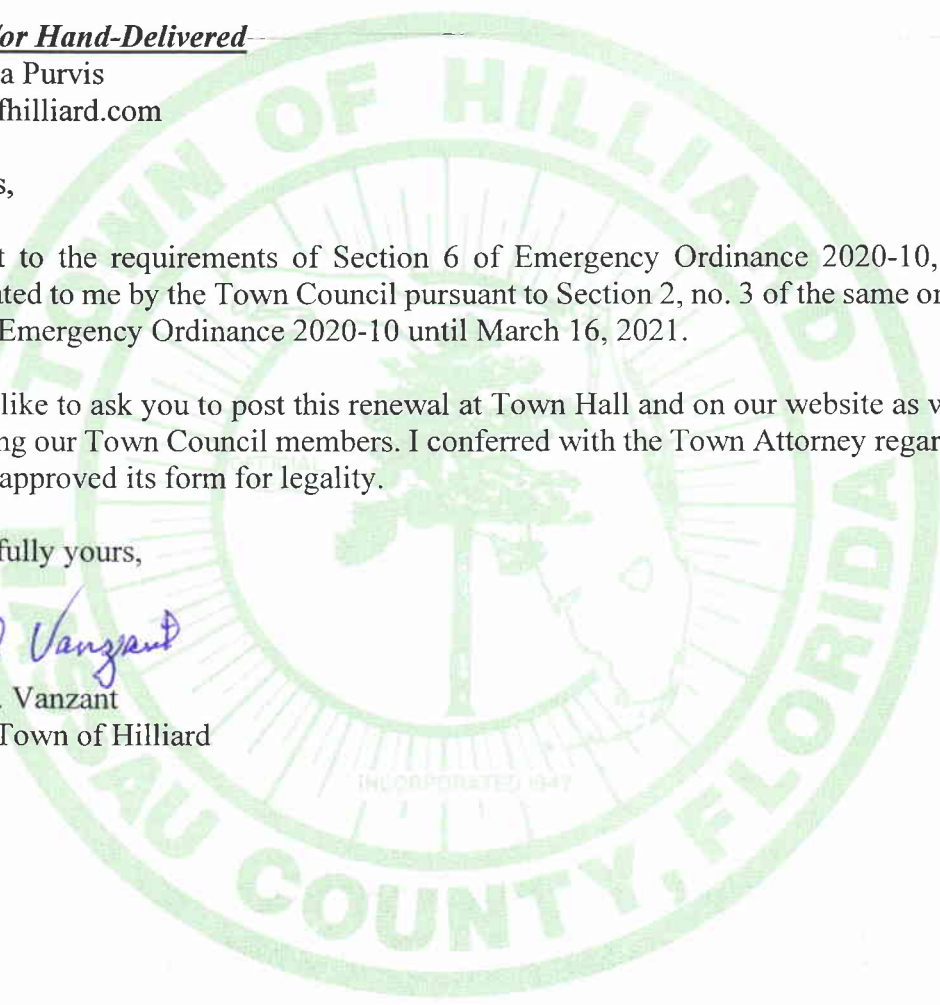 /or Hand-Delivered
a Purvis
fhilliard.com
s,
t to the requirements of Section 6 of Emergency Ordinance 2020-10,
ted to me by the Town Council pursuant to Section 2, no. 3 of the same or
Emergency Ordinance 2020-10 until March 16, 2021.
like to ask you to post this renewal at Town Hall and on our website as w
ng our Town Council members. I conferred with the Town Attorney regar
approved its form for legality.
fully yours,
Vanzant
. Vanzant
Town of Hilliard
TOWN OF HILLIARD
SAU COUNTY, FLORIDA
INCORPORATED 1947